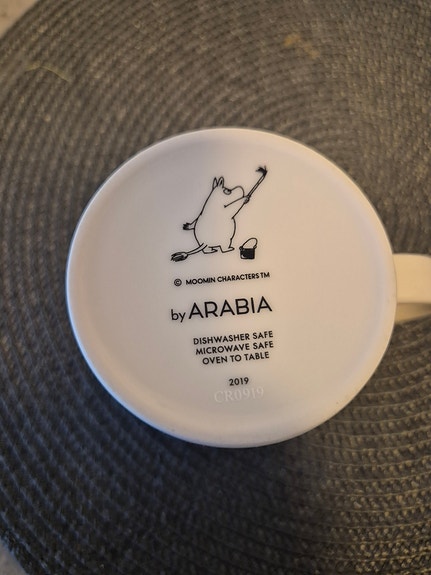 © MOOMIN CHARACTERS TM
by ARABIA
DISHWASHER SAFE
MICROWAVE SAFE
OVEN TO TABLE
2019
CR0919